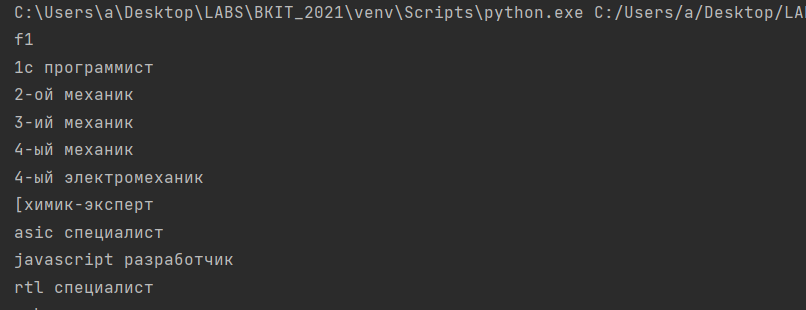 C:\Users\a\Desktop\LABS\BKIT_2021\venv\Scripts\python.exe C:/Users/a/Desktop/LA
f1
1с программист
2-ой механик
3-ий механик
4-ый механик
4-ый электромеханик
[химик-эксперт
asic специалист
javascript разработчик
rtl специалист